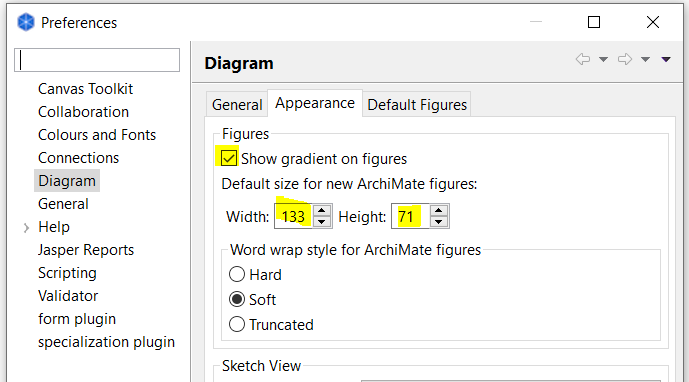 Preferences
Diagram
Canvas Toolkit
Collaboration
Colours and Fonts
Connections
Diagram
General
Help
Jasper Reports
Scripting
Validator
form plugin
specialization plugin
General Appearance Default Figures
Figures
Show gradient on figures
Default size for new ArchiMate figures:
Width: 133 Height: 71
Word wrap style for ArchiMate figures
Hard
Soft
Truncated
Sketch View